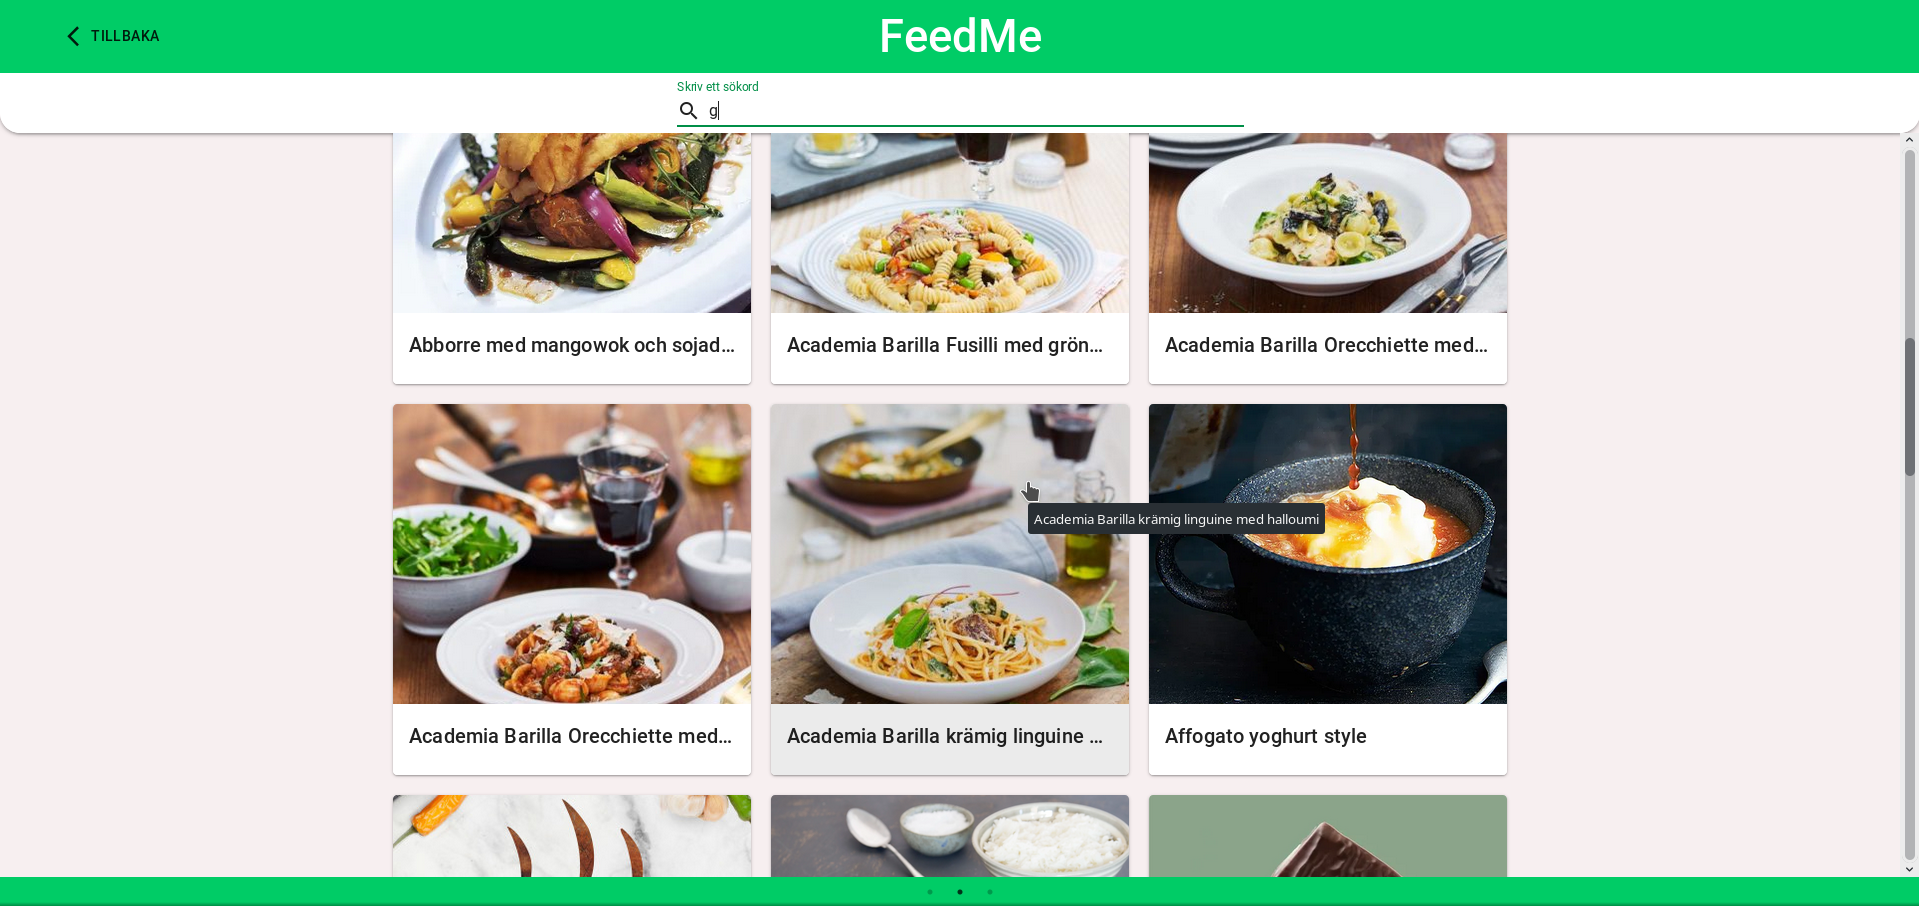 TILLBAKA
FeedMe
Skriv ett sökord
g
Abborre med mangowok och sojad...
Academia Barilla Fusilli med grön...
Academia Barilla Orecchiette med...
Academia Barilla krämig linguine med halloumi
Academia Barilla Orecchiette med...
Academia Barilla krämig linguine ...
Affogato yoghurt style